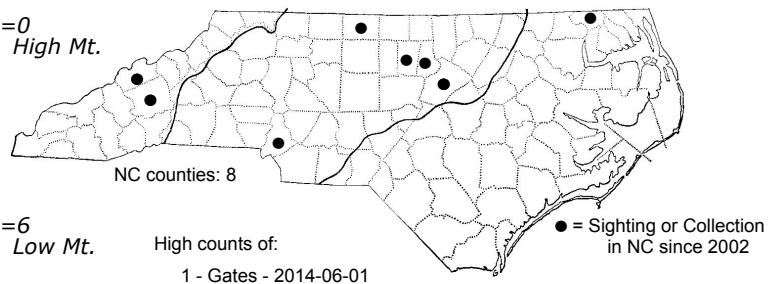 =0
High Mt.
NC counties: 8
=6
Low Mt.
High counts of:
1 - Gates - 2014-06-01
= Sighting or Collection
in NC since 2002